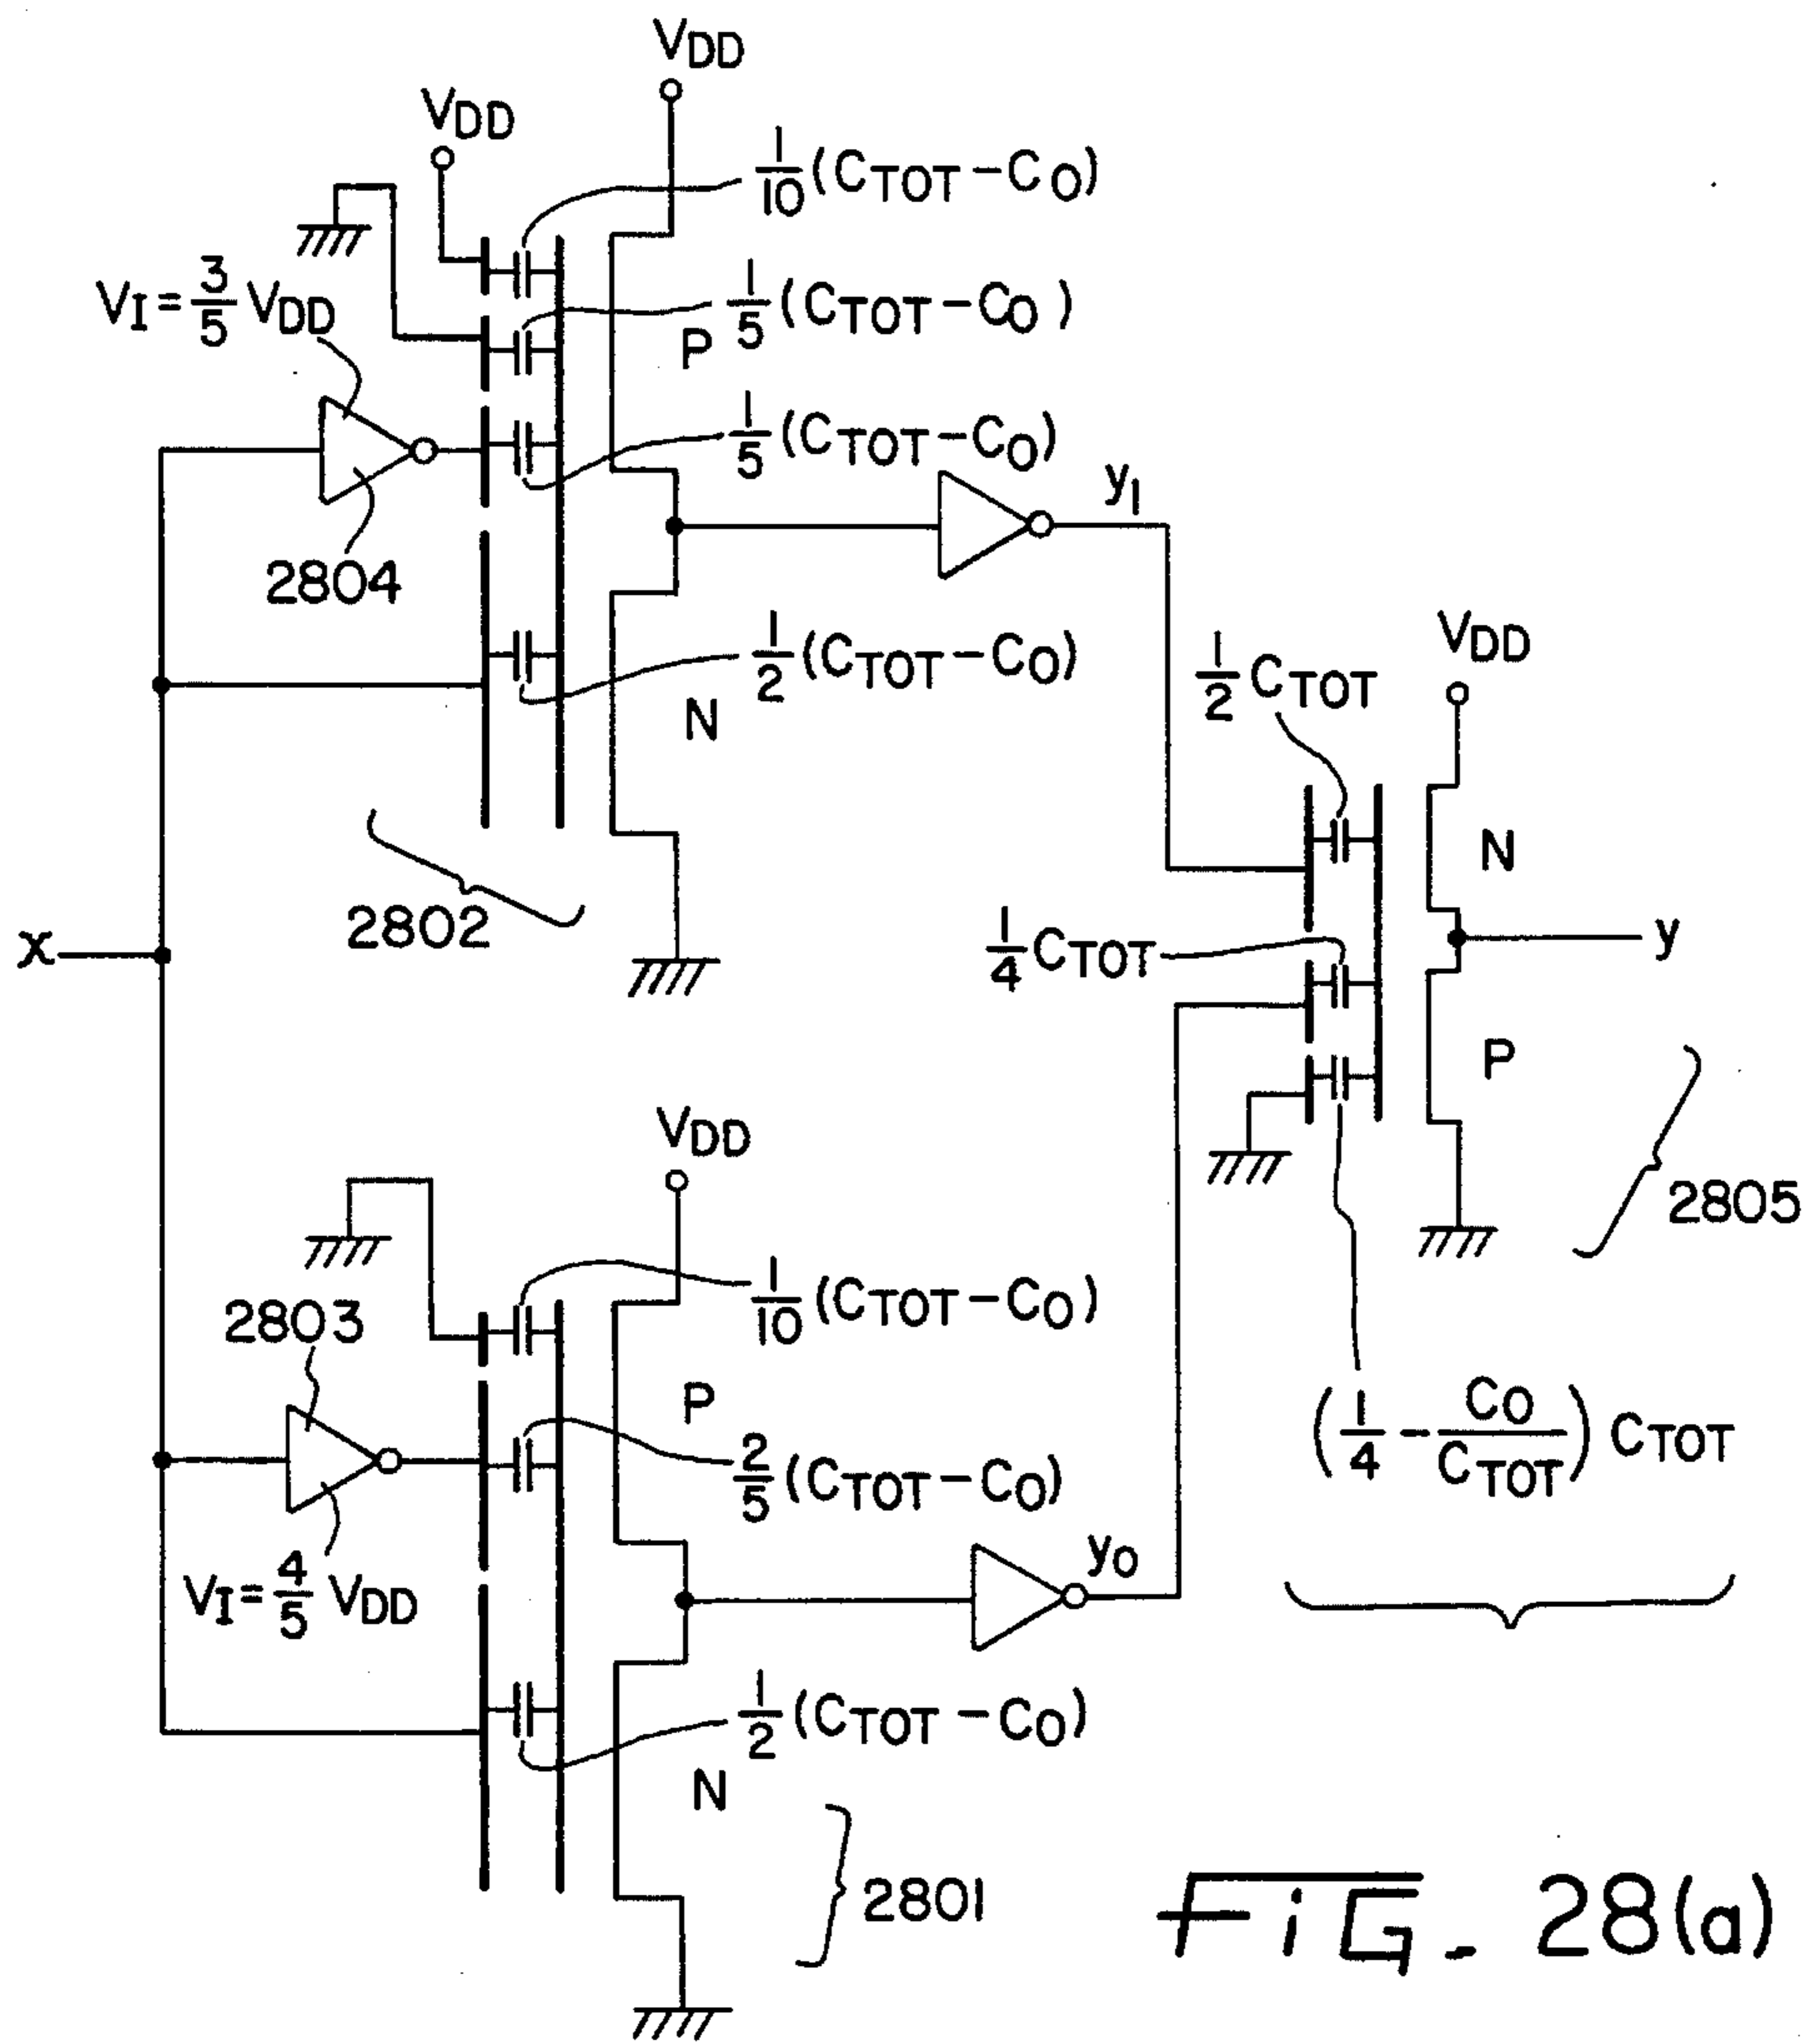 VDD
VDD
1/10 (CTOT - CO)
VI = 3/5 VDD
1/5 (CTOT - CO)
P
1/5 (CTOT - CO)
y1
2804
1/2 (CTOT - CO)
N
1/2 CTOT
VDD
N
2802
x
1/4 CTOT
y
P
VDD
2805
2803
1/10 (CTOT - CO)
P
2/5 (CTOT - CO)
(1/4 - CO/CTOT) CTOT
VI = 4/5 VDD
yO
1/2 (CTOT - CO)
N
2801
FiG. 28(a)